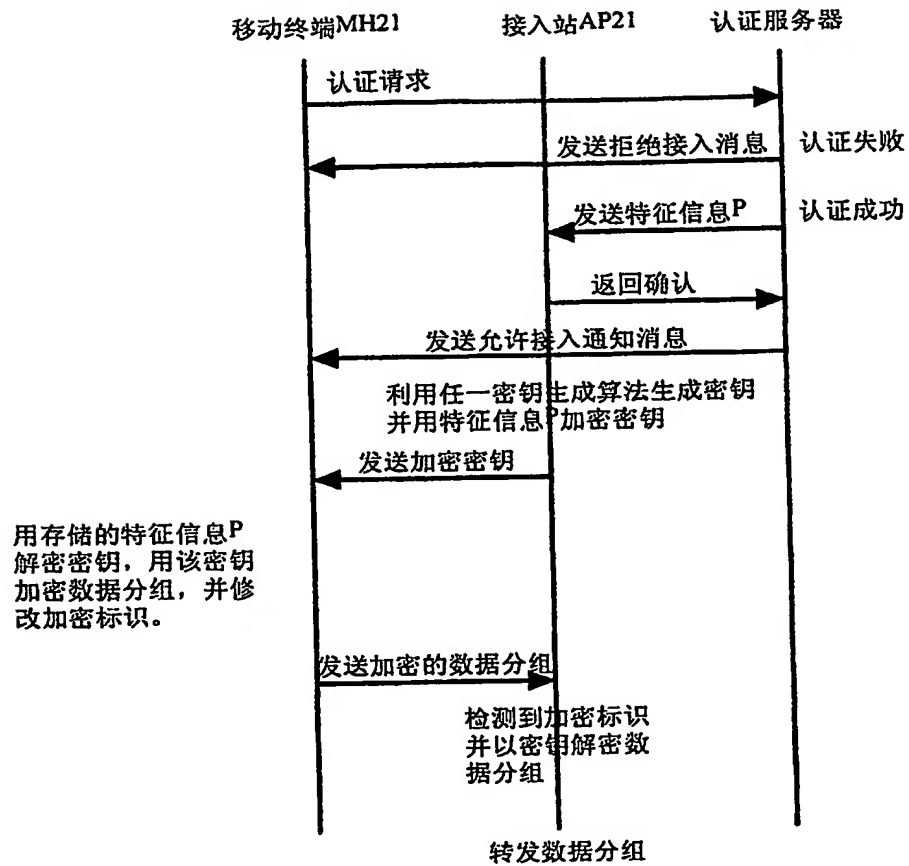 移动终端MH21
接入站AP21
认证服务器
认证请求
发送拒绝接入消息
认证失败
发送特征信息P
认证成功
返回确认
发送允许接入通知消息
利用任一密钥生成算法生成密钥
并用特征信息P加密密钥
发送加密密钥
用存储的特征信息P
解密密钥，用该密钥
加密数据分组，并修
改加密标识。
发送加密的数据分组
检测到加密标识
并以密钥解密数
据分组
转发数据分组